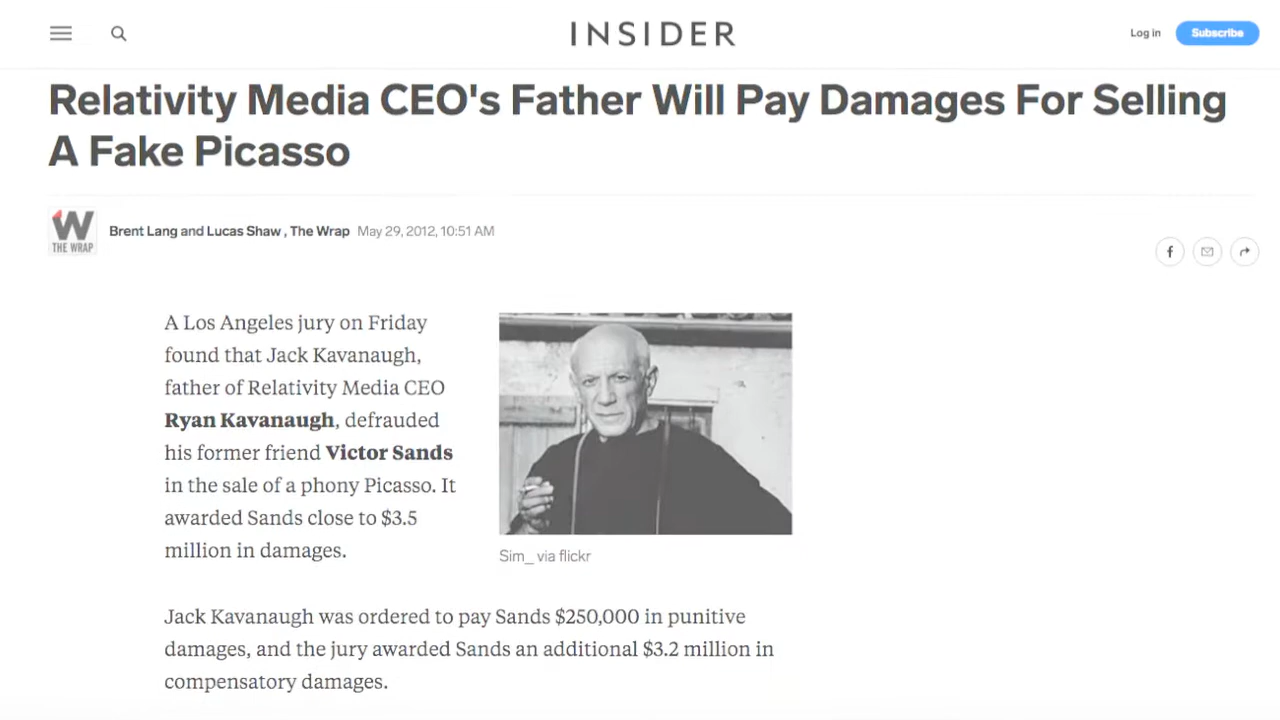 INSIDER
Log in
Subscribe
Relativity Media CEO's Father Will Pay Damages For Selling
A Fake Picasso
W
THE WRAP
Brent Lang and Lucas Shaw , The Wrap May 29, 2012, 10:51 AM
f
A Los Angeles jury on Friday
found that Jack Kavanaugh,
father of Relativity Media CEO
Ryan Kavanaugh, defrauded
his former friend Victor Sands
in the sale of a phony Picasso. It
awarded Sands close to $3.5
million in damages.
Sim_ via flickr
Jack Kavanaugh was ordered to pay Sands $250,000 in punitive
damages, and the jury awarded Sands an additional $3.2 million in
compensatory damages.